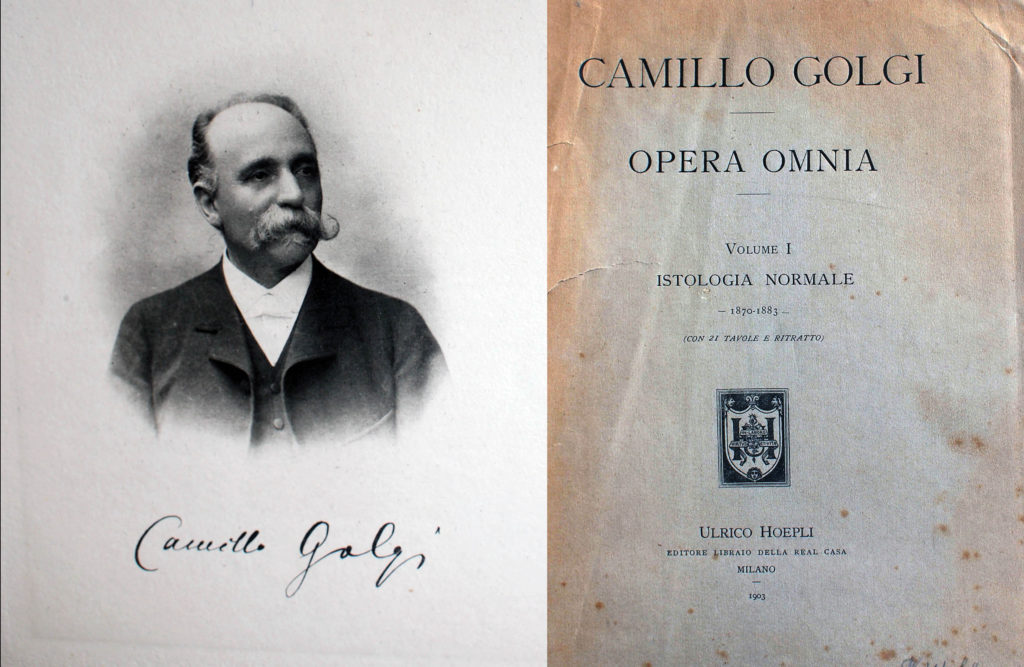 Camillo Golgi
CAMILLO GOLGI
OPERA OMNIA
VOLUME I
ISTOLOGIA NORMALE
— 1870-1883 —
(CON 21 TAVOLE E RITRATTO)
ULRICO HOEPLI
EDITORE LIBRAIO DELLA REAL CASA
MILANO
1903